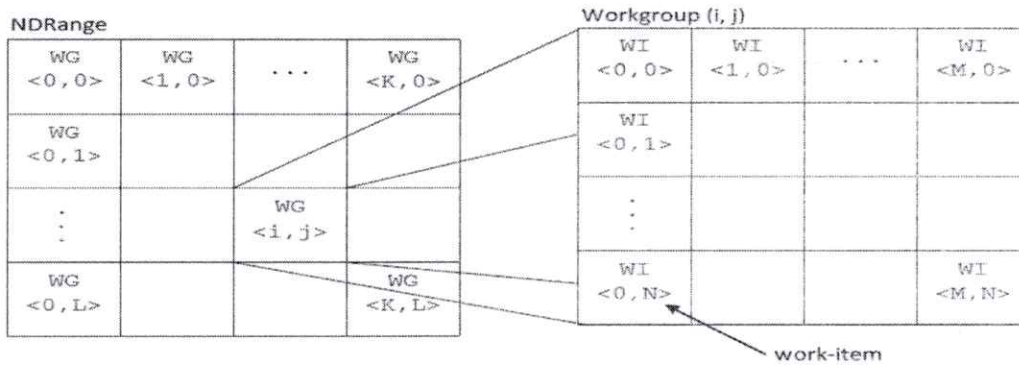 NDRange
WG
<0,0>
WG
<1,0>
...
WG
<K,0>
WG
<0,1>
⋮
WG
<i,j>
WG
<0,L>
WG
<K,L>
Workgroup (i, j)
WI
<0,0>
WI
<1,0>
...
WI
<M,0>
WI
<0,1>
⋮
WI
<0,N>
WI
<M,N>
work-item